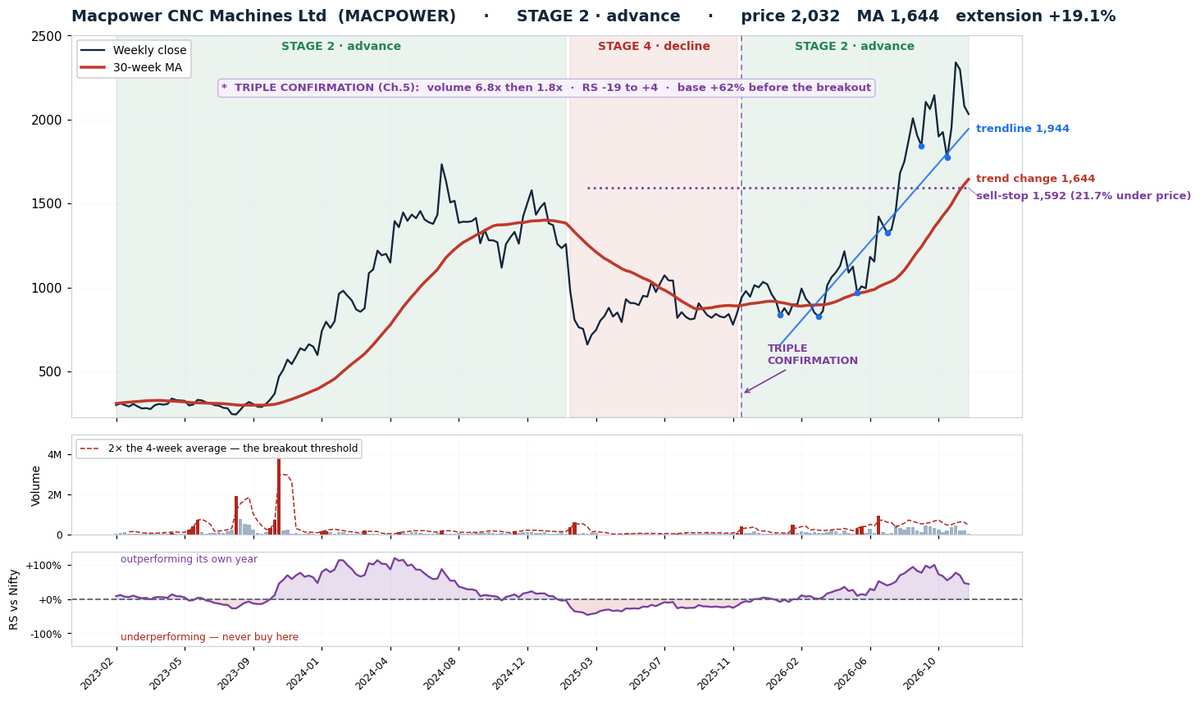 Macpower CNC Machines Ltd (MACPOWER) · STAGE 2 · advance · price 2,032 MA 1,644 extension +19.1%
2500
2000
1500
1000
500
Weekly close
30-week MA
STAGE 2 · advance
STAGE 4 · decline
STAGE 2 · advance
* TRIPLE CONFIRMATION (Ch.5): volume 6.8x then 1.8x · RS -19 to +4 · base +62% before the breakout
trendline 1,944
trend change 1,644
sell-stop 1,592 (21.7% under price)
TRIPLE
CONFIRMATION
Volume
4M
2M
0
2× the 4-week average — the breakout threshold
RS vs Nifty
+100%
+0%
-100%
outperforming its own year
underperforming — never buy here
2023-02
2023-05
2023-09
2024-01
2024-04
2024-08
2024-12
2025-03
2025-07
2025-11
2026-02
2026-06
2026-10